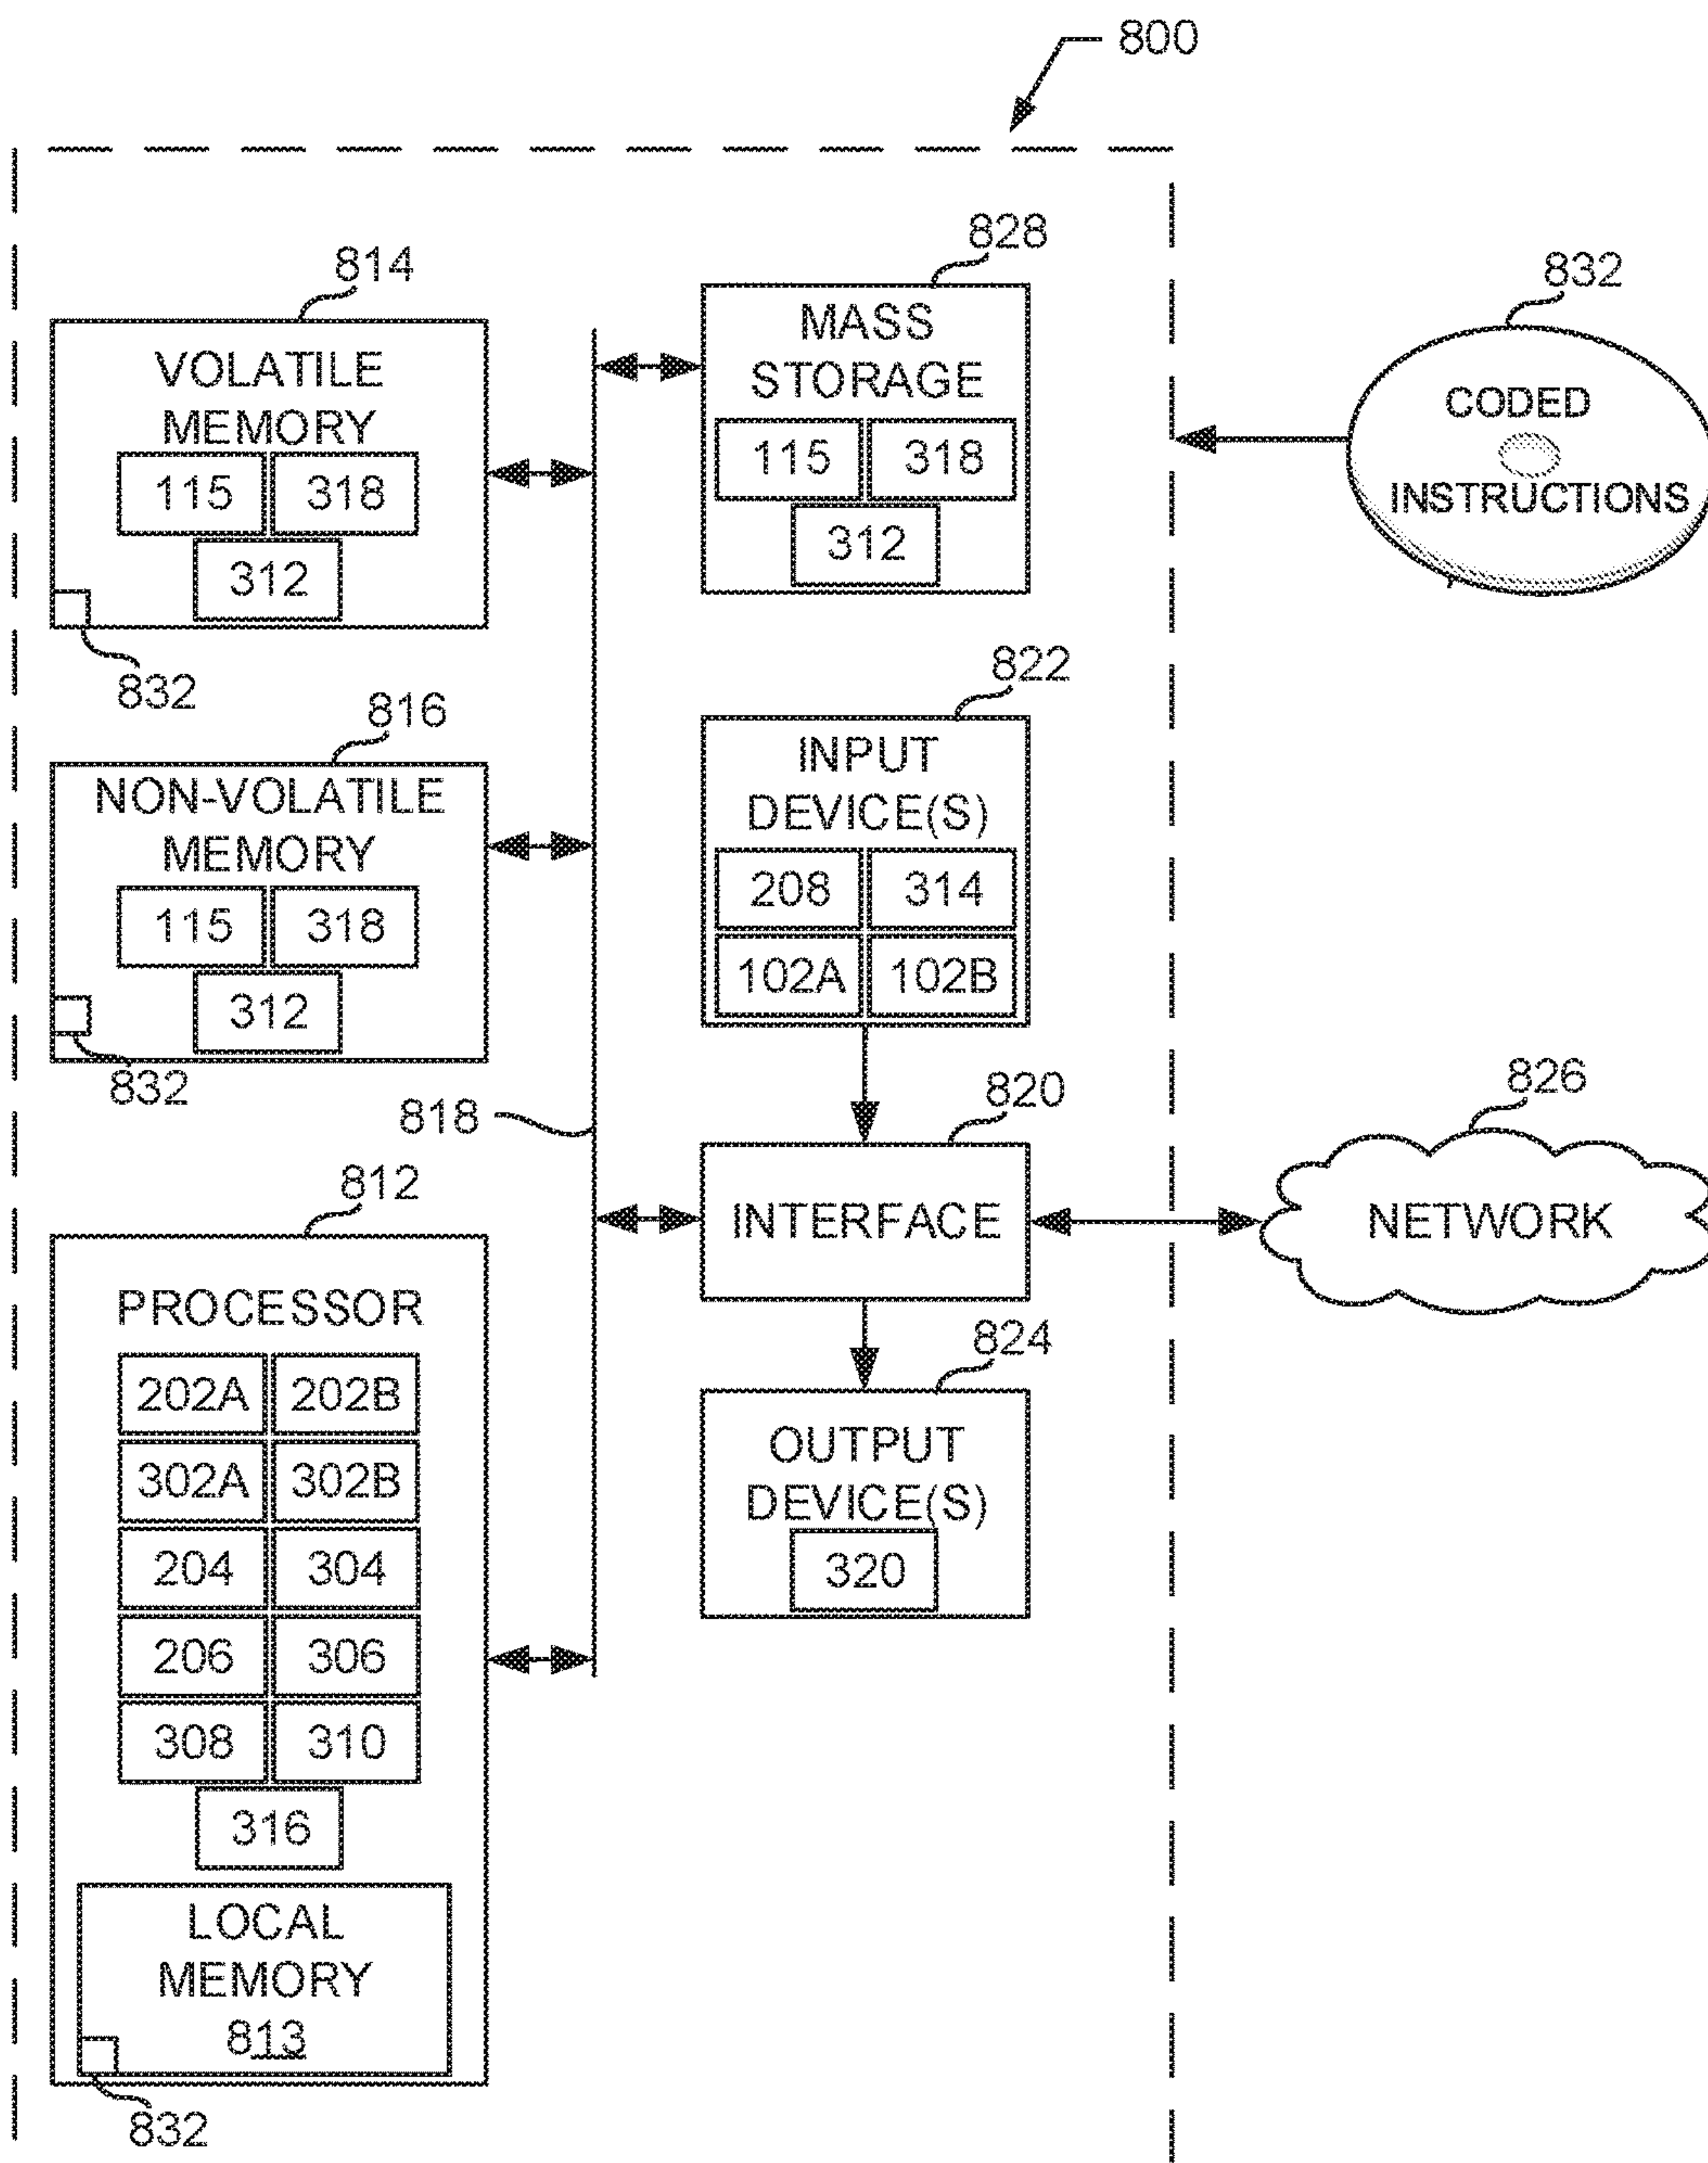 800
814
VOLATILE
MEMORY
115 318
312
832
816
NON-VOLATILE
MEMORY
115 318
312
832
818
812
PROCESSOR
202A 202B
302A 302B
204 304
206 306
308 310
316
LOCAL
MEMORY
813
832
828
MASS
STORAGE
115 318
312
822
INPUT
DEVICE(S)
208 314
102A 102B
820
INTERFACE
824
OUTPUT
DEVICE(S)
320
832
CODED
INSTRUCTIONS
826
NETWORK